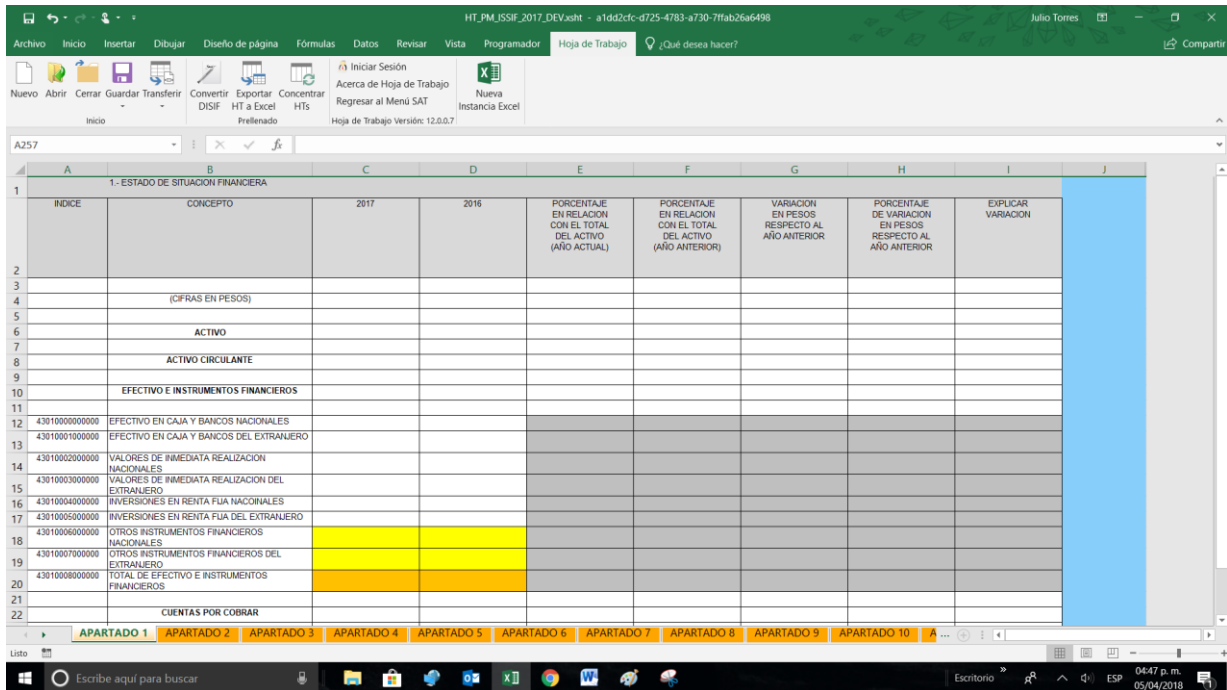 HT_PM_ISSIF_2017_DEV.xsht - a1dd2cfc-d725-4783-a730-7ffab26a6498
Julio Torres
Archivo Inicio Insertar Dibujar Diseño de página Fórmulas Datos Revisar Vista Programador Hoja de Trabajo ¿Qué desea hacer? Compartir
Nuevo Abrir Cerrar Guardar Transferir
Inicio
Convertir DISIF
Exportar HT a Excel
Concentrar HTs
Prellenado
Iniciar Sesión
Acerca de Hoja de Trabajo
Regresar al Menú SAT
Hoja de Trabajo Versión: 12.0.0.7
Nueva Instancia Excel
A257 fx
A B C D E F G H I J
1 1.- ESTADO DE SITUACION FINANCIERA
2 INDICE
CONCEPTO
2017
2016
PORCENTAJE
EN RELACION
CON EL TOTAL
DEL ACTIVO
(AÑO ACTUAL)
PORCENTAJE
EN RELACION
CON EL TOTAL
DEL ACTIVO
(AÑO ANTERIOR)
VARIACION
EN PESOS
RESPECTO AL
AÑO ANTERIOR
PORCENTAJE
DE VARIACION
EN PESOS
RESPECTO AL
AÑO ANTERIOR
EXPLICAR
VARIACION
3
4 (CIFRAS EN PESOS)
5
6 ACTIVO
7
8 ACTIVO CIRCULANTE
9
10 EFECTIVO E INSTRUMENTOS FINANCIEROS
11
12 43010000000000 EFECTIVO EN CAJA Y BANCOS NACIONALES
13 43010001000000 EFECTIVO EN CAJA Y BANCOS DEL EXTRANJERO
14 43010002000000 VALORES DE INMEDIATA REALIZACION
NACIONALES
15 43010003000000 VALORES DE INMEDIATA REALIZACION DEL
EXTRANJERO
16 43010004000000 INVERSIONES EN RENTA FIJA NACOINALES
17 43010005000000 INVERSIONES EN RENTA FIJA DEL EXTRANJERO
18 43010006000000 OTROS INSTRUMENTOS FINANCIEROS
NACIONALES
19 43010007000000 OTROS INSTRUMENTOS FINANCIEROS DEL
EXTRANJERO
20 43010008000000 TOTAL DE EFECTIVO E INSTRUMENTOS
FINANCIEROS
21
22 CUENTAS POR COBRAR
APARTADO 1 APARTADO 2 APARTADO 3 APARTADO 4 APARTADO 5 APARTADO 6 APARTADO 7 APARTADO 8 APARTADO 9 APARTADO 10 A ...
Listo
Escribe aquí para buscar
Escritorio
ESP
04:47 p. m.
05/04/2018